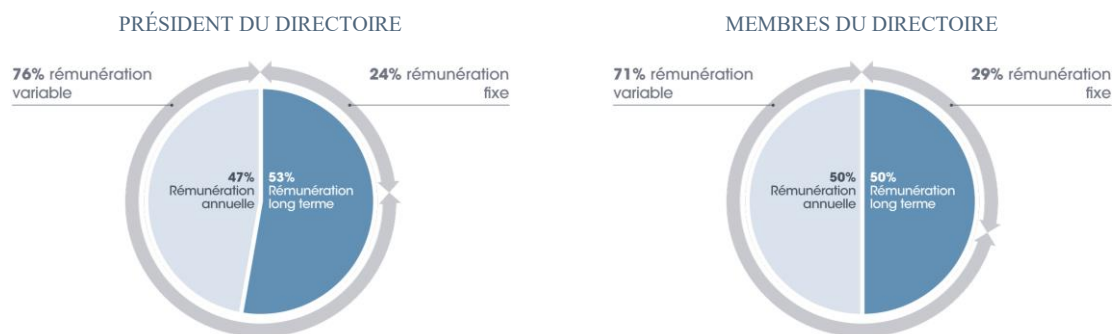 PRÉSIDENT DU DIRECTOIRE
76% rémunération
variable
24% rémunération
fixe
47%
Rémunération
annuelle
53%
Rémunération
long terme
MEMBRES DU DIRECTOIRE
71% rémunération
variable
29% rémunération
fixe
50%
Rémunération
annuelle
50%
Rémunération
long terme